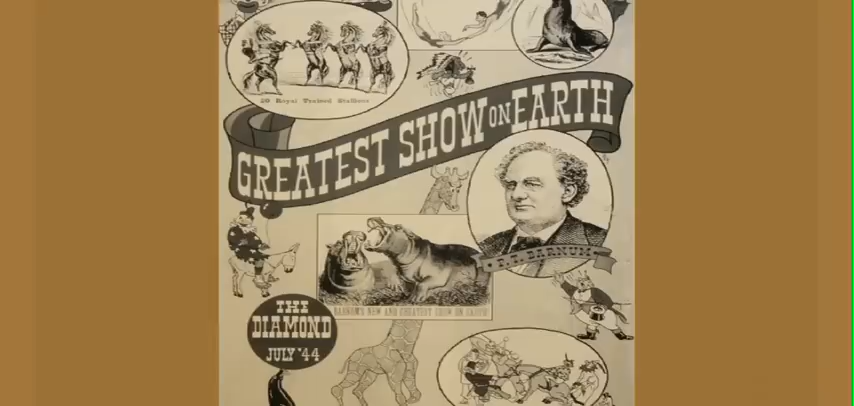 20 Royal Trained Stallions
GREATEST SHOW ON EARTH
P.T. BARNUM
BARNUM'S NEW AND GREATEST SHOW ON EARTH
THE
DIAMOND
JULY '44